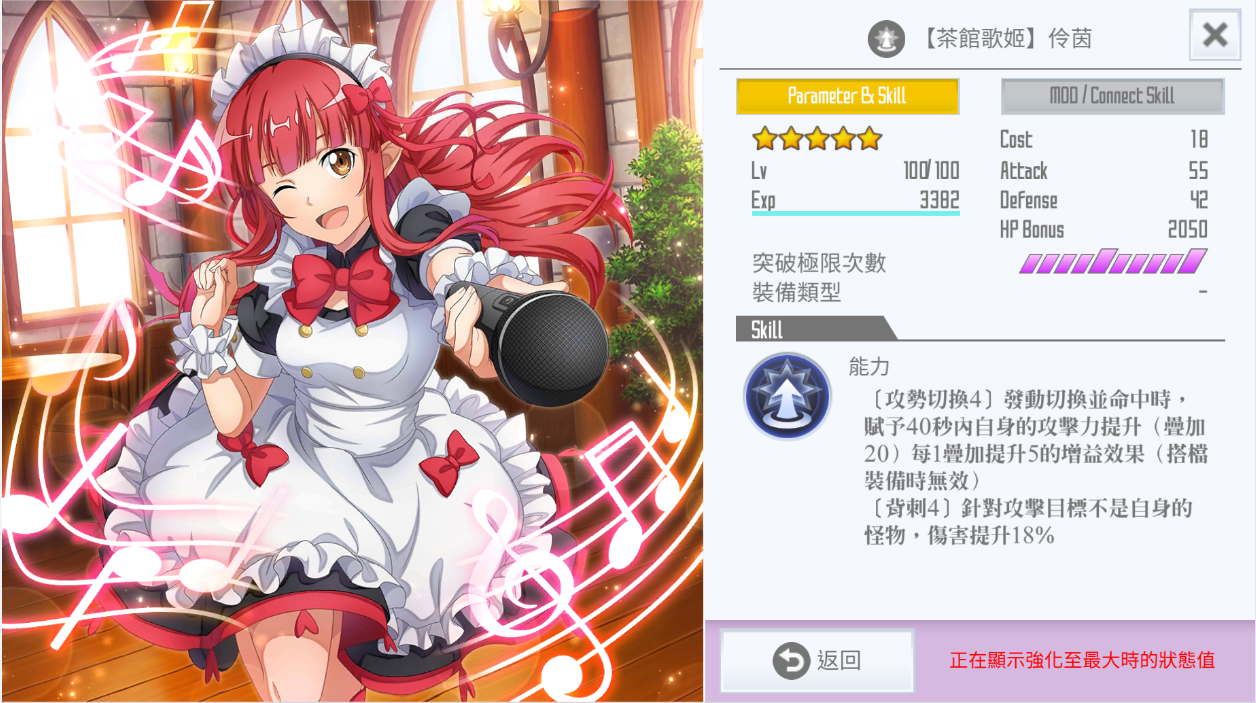 【茶館歌姬】伶茵
Parameter & Skill
MOD / Connect Skill
Lv 100/100
Exp 3382
Cost 18
Attack 55
Defense 42
HP Bonus 2050
突破極限次數
裝備類型 -
Skill
能力
〔攻勢切換4〕發動切換並命中時，
賦予40秒內自身的攻擊力提升（疊加
20）每1疊加提升5的增益效果（搭檔
裝備時無效）
〔背刺4〕針對攻擊目標不是自身的
怪物，傷害提升18%
返回
正在顯示強化至最大時的狀態值